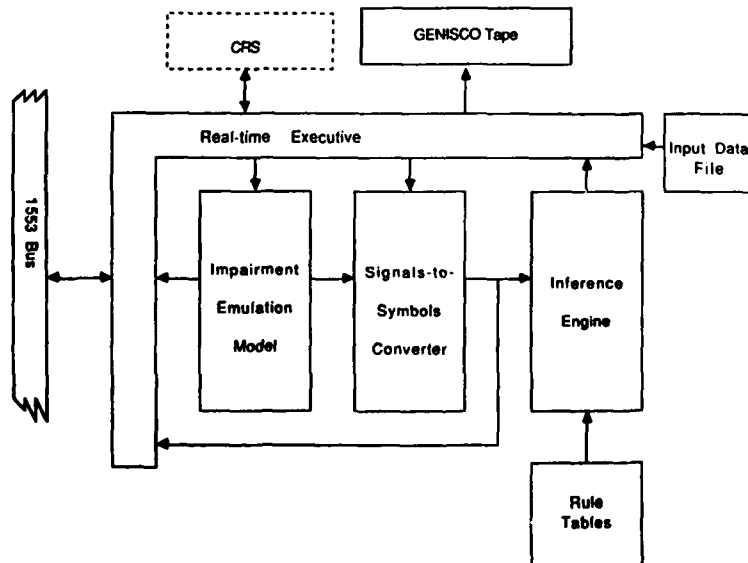 CRS
GENISCO Tape
Real-time Executive
Input Data
File
1553 Bus
Impairment
Emulation
Model
Signals-to-
Symbols
Converter
Inference
Engine
Rule
Tables